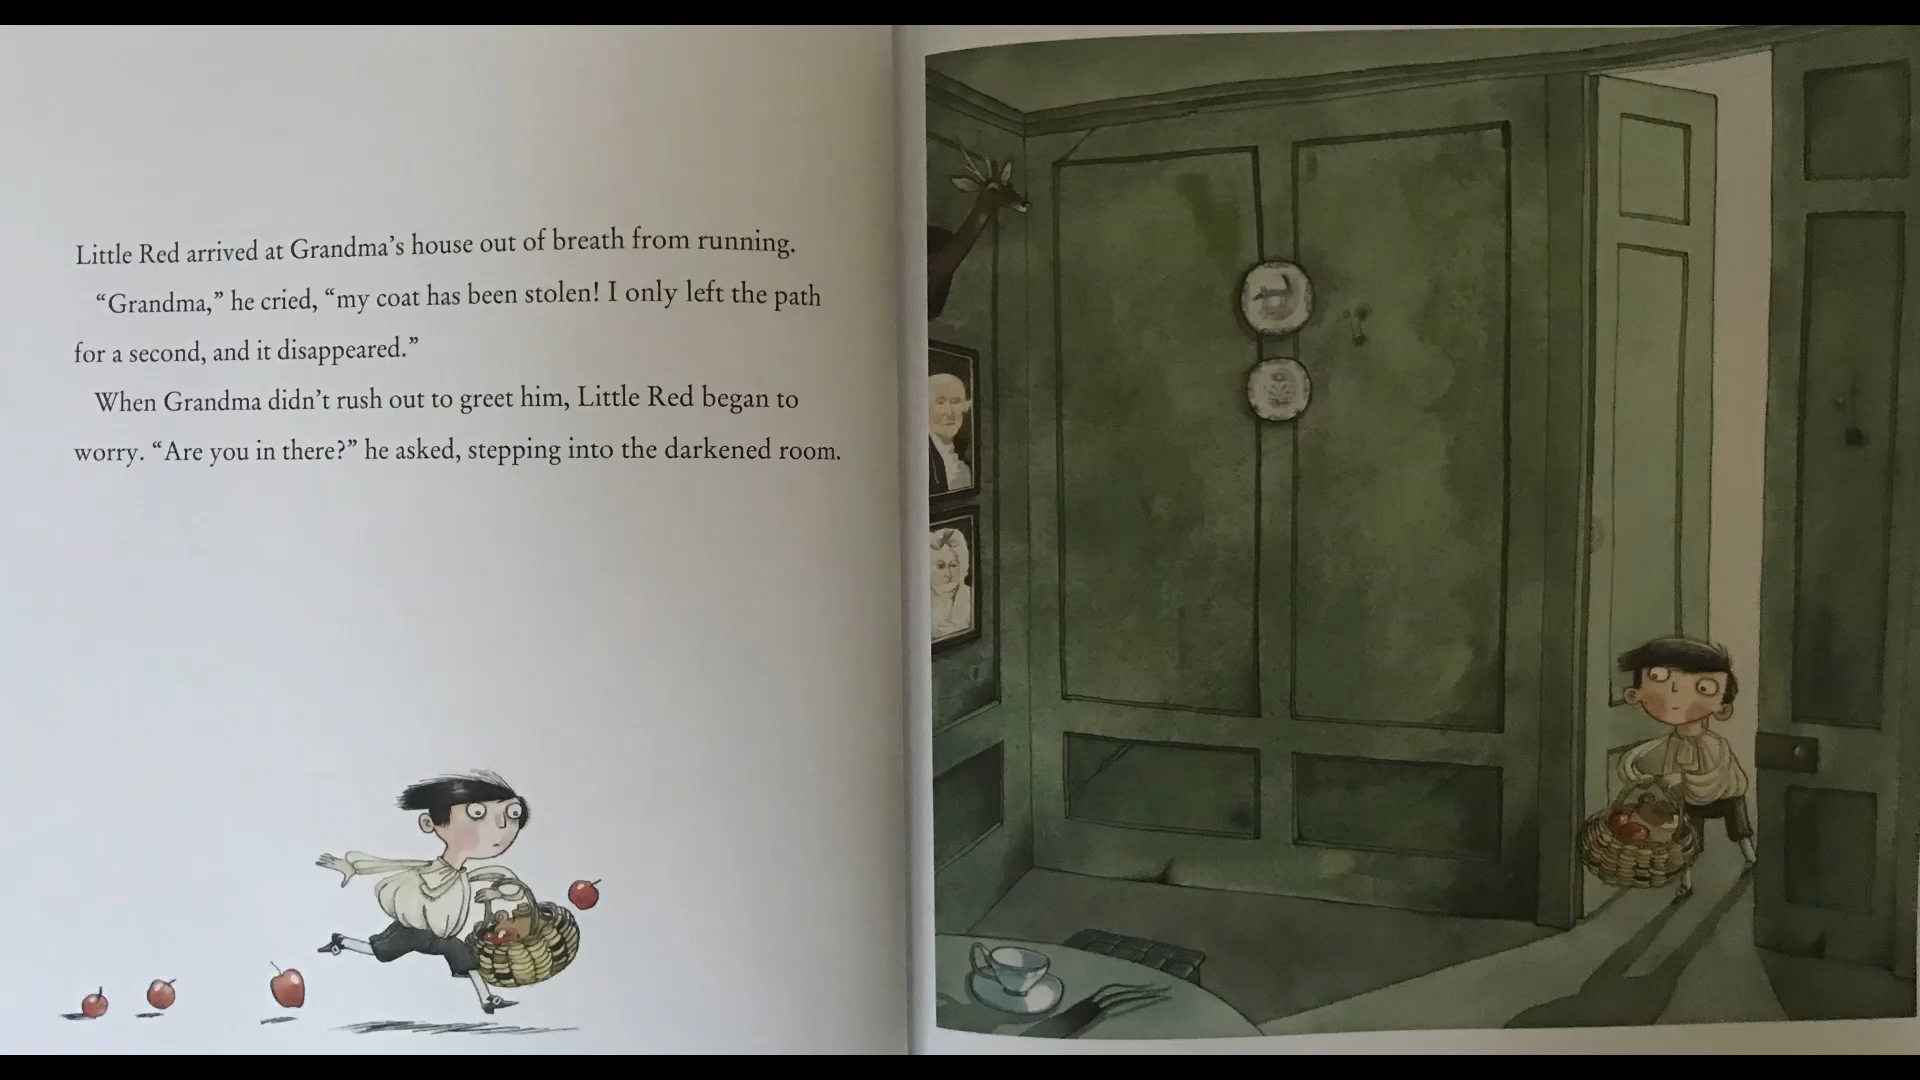 Little Red arrived at Grandma’s house out of breath from running.
“Grandma,” he cried, “my coat has been stolen! I only left the path
for a second, and it disappeared.”
When Grandma didn’t rush out to greet him, Little Red began to
worry. “Are you in there?” he asked, stepping into the darkened room.